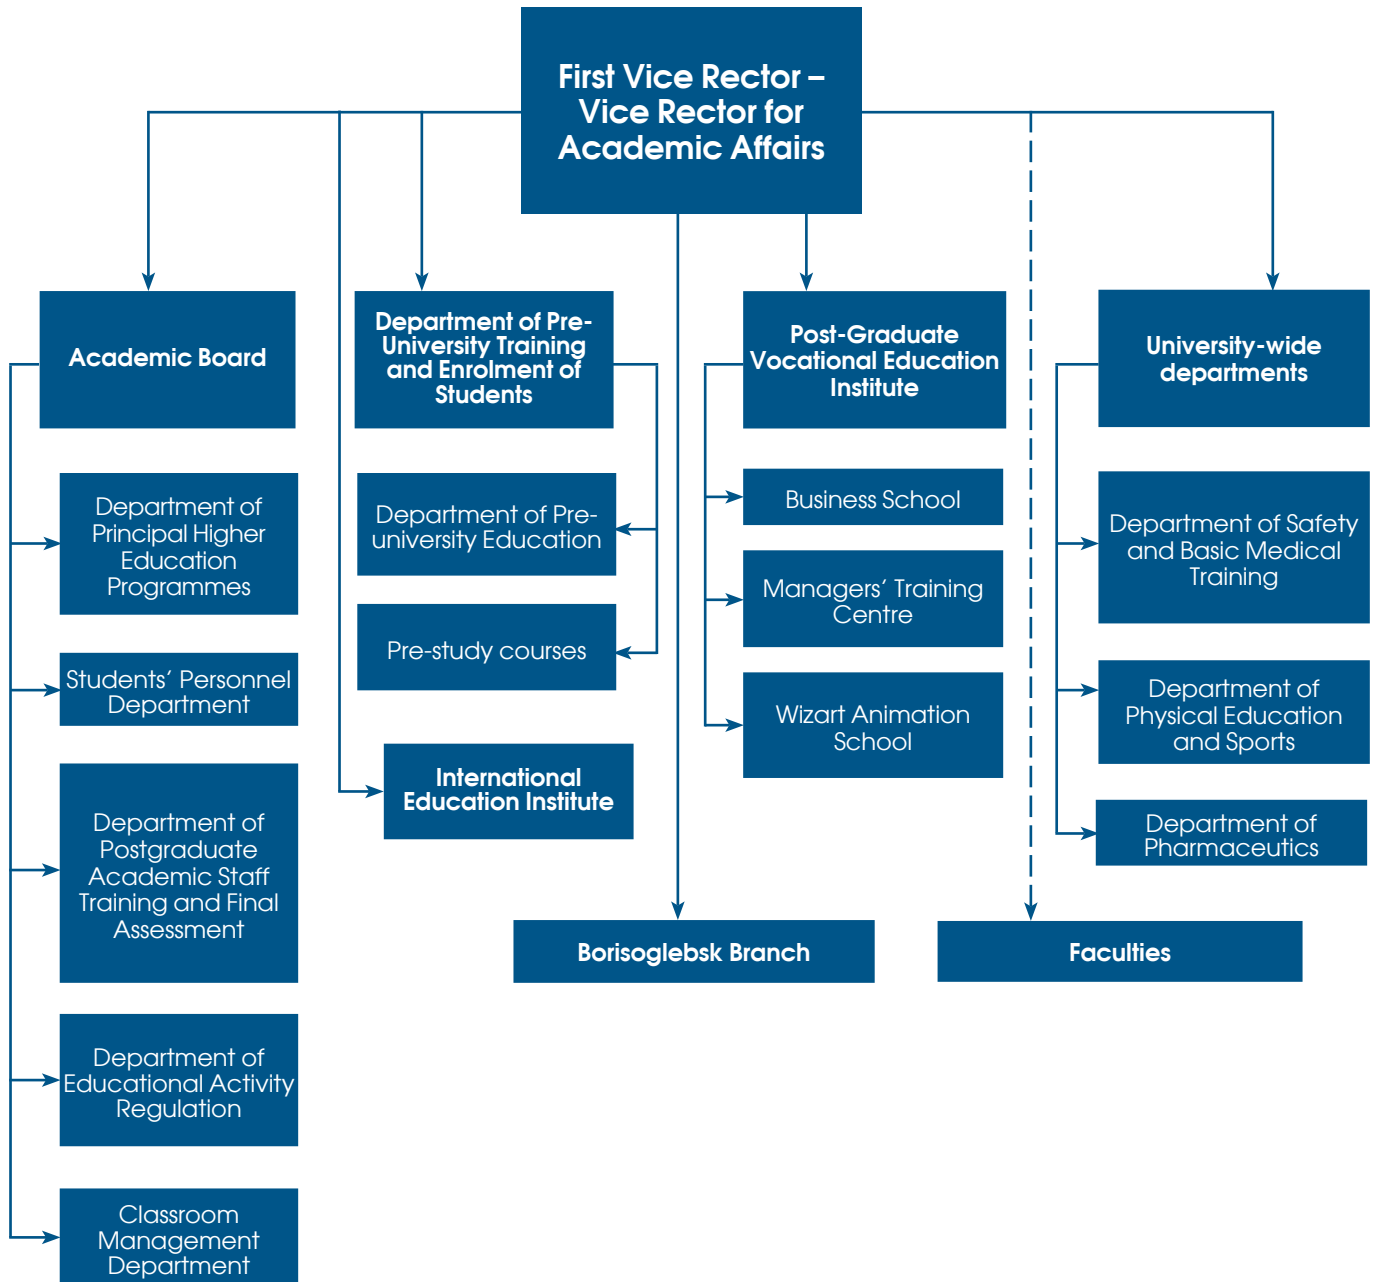 First Vice Rector –
Vice Rector for
Academic Affairs
Academic Board
Department of
Principal Higher
Education
Programmes
Students’ Personnel
Department
Department of
Postgraduate
Academic Staff
Training and Final
Assessment
Department of
Educational Activity
Regulation
Classroom
Management
Department
Department of Pre-
University Training
and Enrolment of
Students
Department of Pre-
university Education
Pre-study courses
International
Education Institute
Borisoglebsk Branch
Post-Graduate
Vocational Education
Institute
Business School
Managers’ Training
Centre
Wizart Animation
School
Faculties
University-wide
departments
Department of Safety
and Basic Medical
Training
Department of
Physical Education
and Sports
Department of
Pharmaceutics